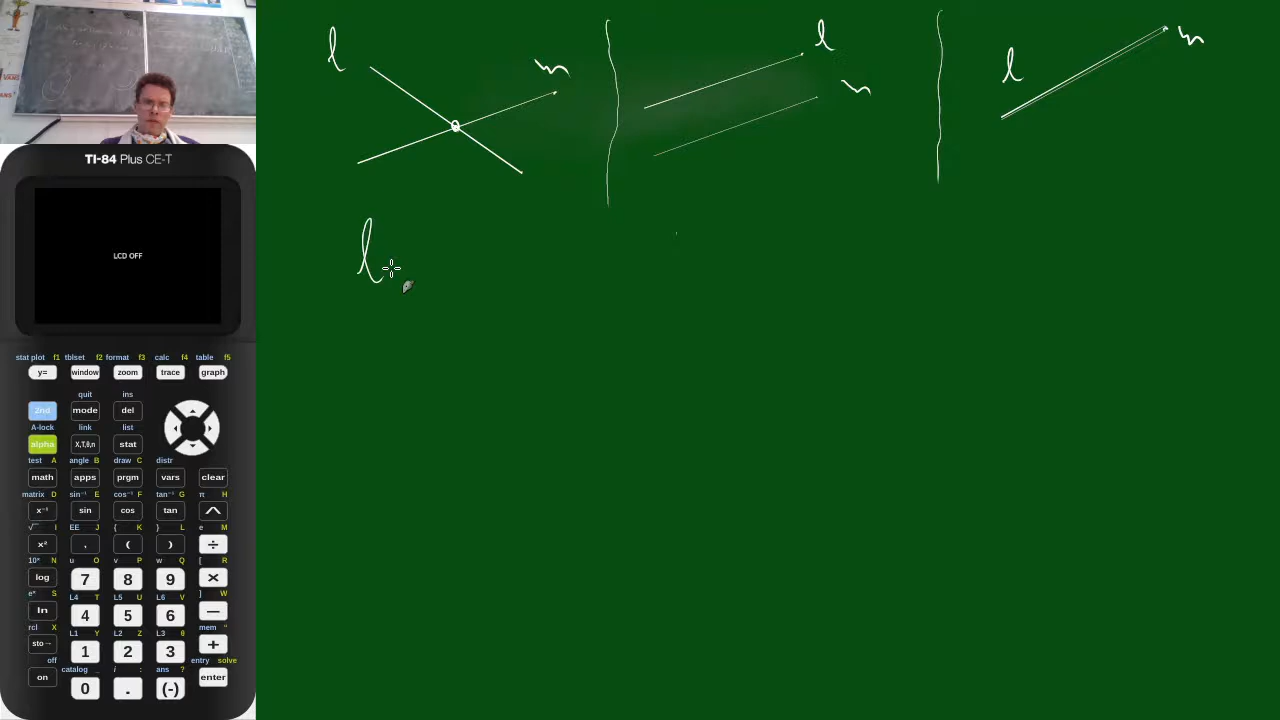 l
m
l
m
l
m
l
TI-84 Plus CE-T
LCD OFF
stat plot f1 tblset f2 format f3 calc f4 table f5
y= window zoom trace graph
quit ins
2nd mode del
A-lock link list
alpha X,T,θ,n stat
test A angle B draw C distr
math apps prgm vars clear
matrix D sin⁻¹ E cos⁻¹ F tan⁻¹ G π H
x⁻¹ sin cos tan ^
√‾ I EE J { K } L e M
x² , ( ) ÷
10ˣ N u O v P w Q [ R
log 7 8 9 ×
eˣ S L4 T L5 U L6 V ] W
ln 4 5 6 —
rcl X L1 Y L2 Z L3 θ mem "
sto→ 1 2 3 +
off catalog _ i : ans ? entry solve
on 0 . (-) enter